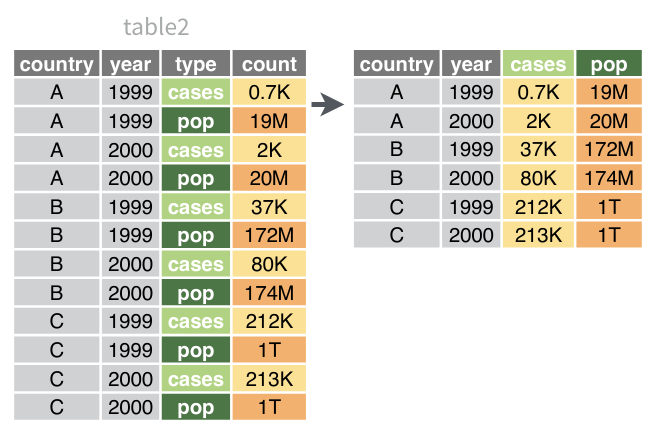 table2
country year type count
A 1999 cases 0.7K
A 1999 pop 19M
A 2000 cases 2K
A 2000 pop 20M
B 1999 cases 37K
B 1999 pop 172M
B 2000 cases 80K
B 2000 pop 174M
C 1999 cases 212K
C 1999 pop 1T
C 2000 cases 213K
C 2000 pop 1T
country year cases pop
A 1999 0.7K 19M
A 2000 2K 20M
B 1999 37K 172M
B 2000 80K 174M
C 1999 212K 1T
C 2000 213K 1T